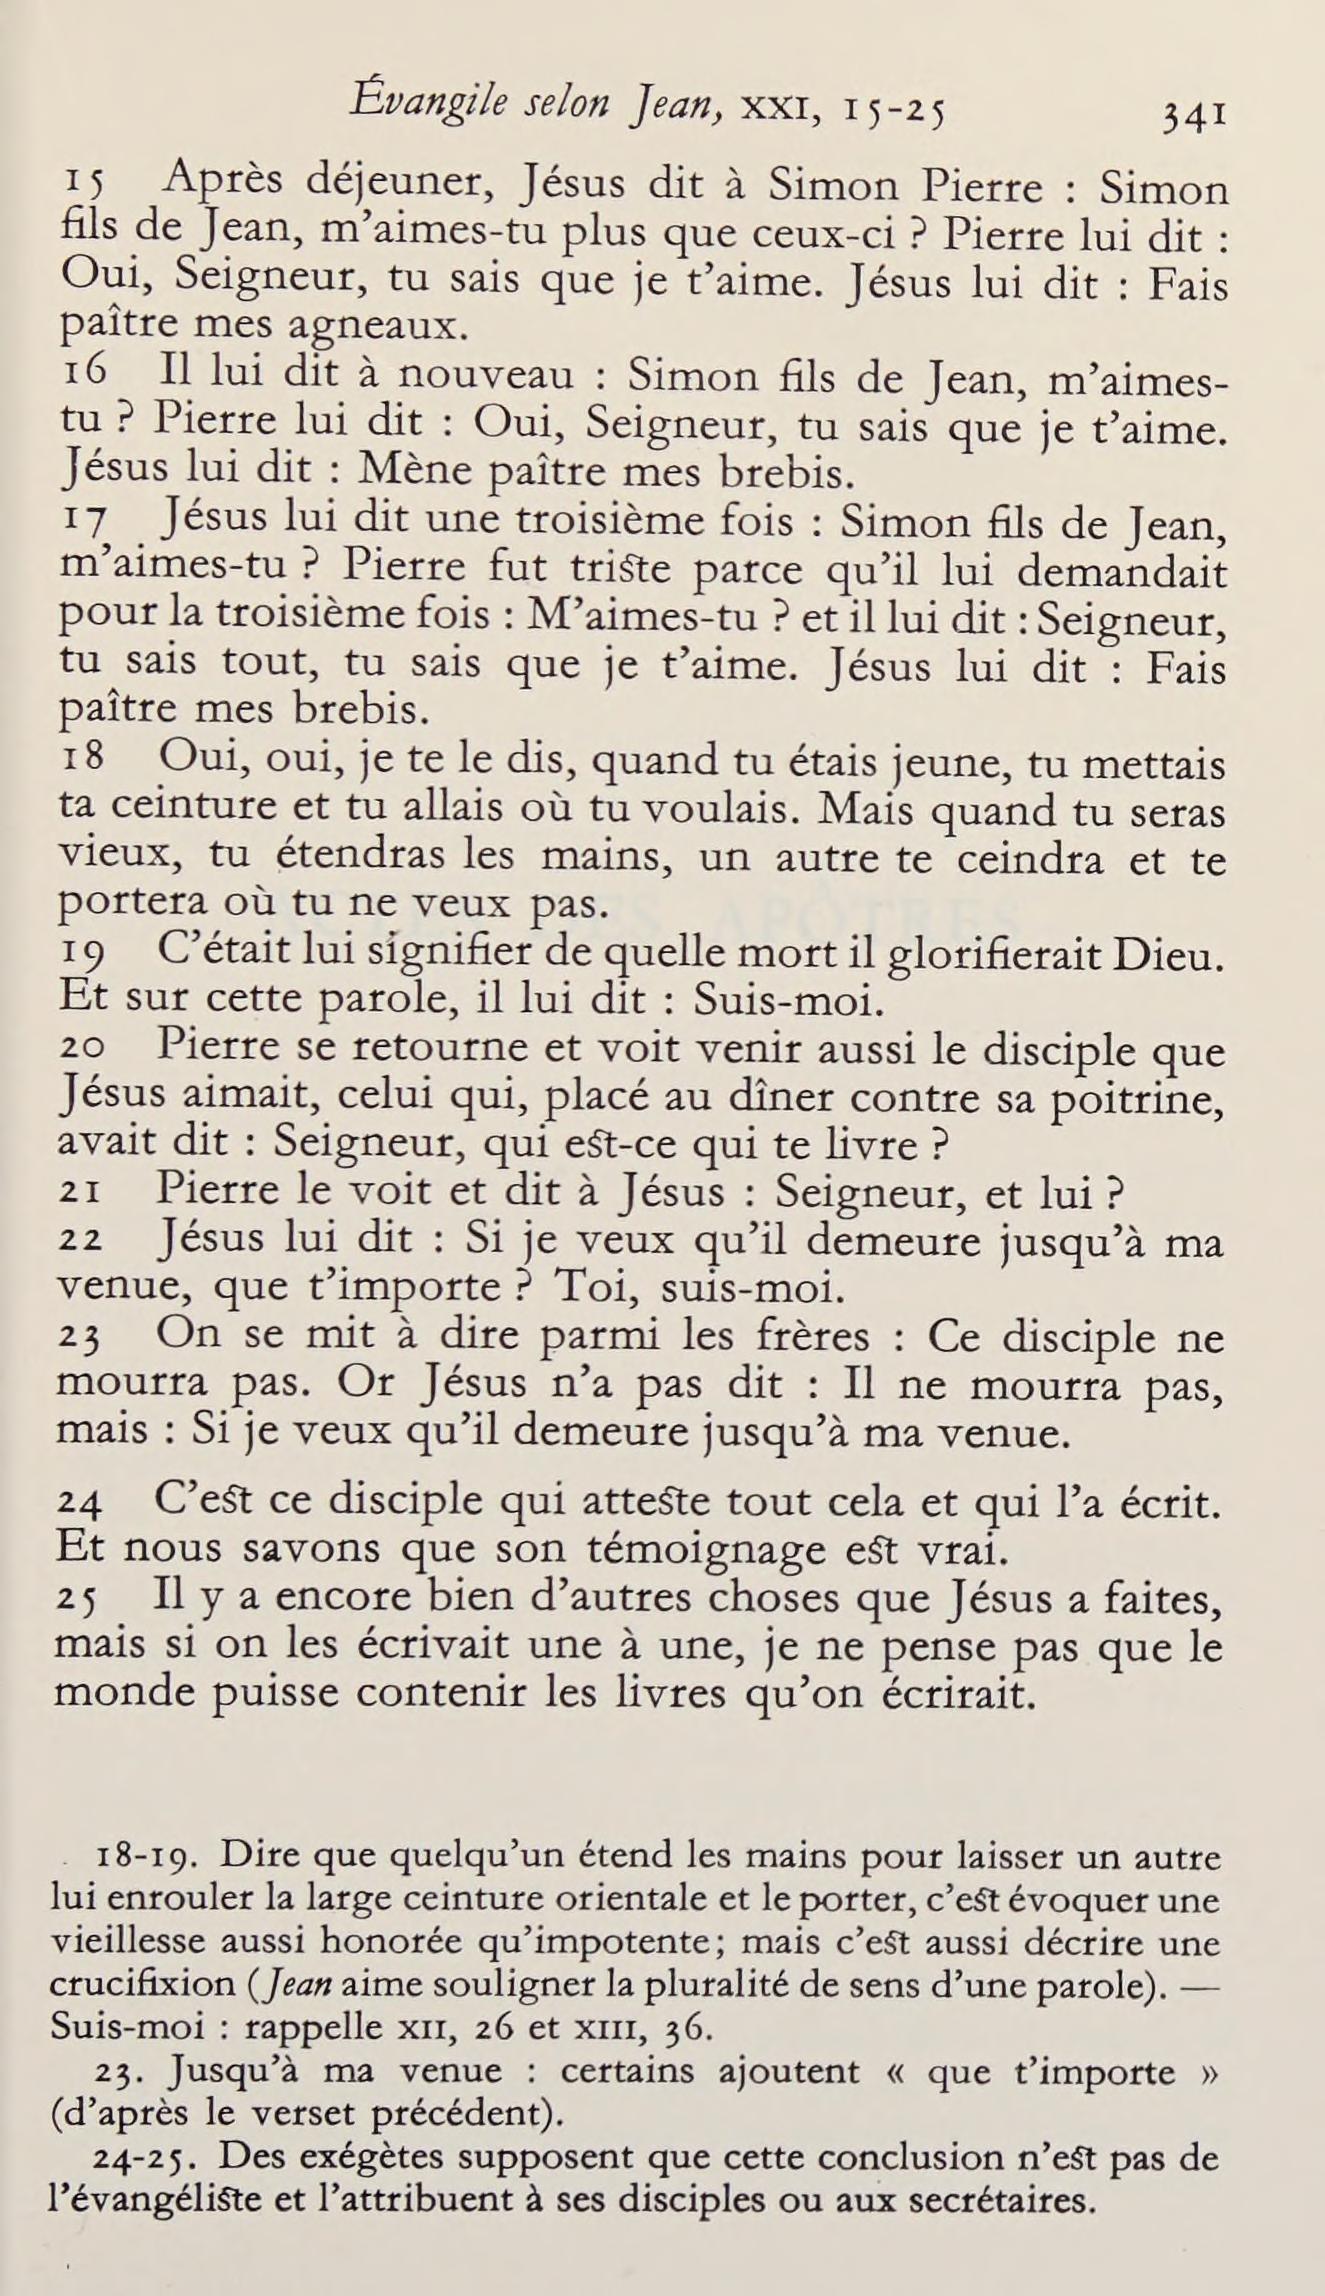 Évangile selon Jean, XXI, 15-25 341
15 Après déjeuner, Jésus dit à Simon Pierre : Simon
fils de Jean, m’aimes-tu plus que ceux-ci ? Pierre lui dit :
Oui, Seigneur, tu sais que je t’aime. Jésus lui dit : Fais
paître mes agneaux.
16 Il lui dit à nouveau : Simon fils de Jean, m’aimes-
tu ? Pierre lui dit : Oui, Seigneur, tu sais que je t’aime.
Jésus lui dit : Mène paître mes brebis.
17 Jésus lui dit une troisième fois : Simon fils de Jean,
m’aimes-tu ? Pierre fut triste parce qu’il lui demandait
pour la troisième fois : M’aimes-tu ? et il lui dit : Seigneur,
tu sais tout, tu sais que je t’aime. Jésus lui dit : Fais
paître mes brebis.
18 Oui, oui, je te le dis, quand tu étais jeune, tu mettais
ta ceinture et tu allais où tu voulais. Mais quand tu seras
vieux, tu étendras les mains, un autre te ceindra et te
portera où tu ne veux pas.
19 C’était lui signifier de quelle mort il glorifierait Dieu.
Et sur cette parole, il lui dit : Suis-moi.
20 Pierre se retourne et voit venir aussi le disciple que
Jésus aimait, celui qui, placé au dîner contre sa poitrine,
avait dit : Seigneur, qui est-ce qui te livre ?
21 Pierre le voit et dit à Jésus : Seigneur, et lui ?
22 Jésus lui dit : Si je veux qu’il demeure jusqu’à ma
venue, que t’importe ? Toi, suis-moi.
23 On se mit à dire parmi les frères : Ce disciple ne
mourra pas. Or Jésus n’a pas dit : Il ne mourra pas,
mais : Si je veux qu’il demeure jusqu’à ma venue.
24 C’est ce disciple qui atteste tout cela et qui l’a écrit.
Et nous savons que son témoignage est vrai.
25 Il y a encore bien d’autres choses que Jésus a faites,
mais si on les écrivait une à une, je ne pense pas que le
monde puisse contenir les livres qu’on écrirait.
18-19. Dire que quelqu’un étend les mains pour laisser un autre
lui enrouler la large ceinture orientale et le porter, c’est évoquer une
vieillesse aussi honorée qu’impotente; mais c’est aussi décrire une
crucifixion (Jean aime souligner la pluralité de sens d’une parole). —
Suis-moi : rappelle XII, 26 et XIII, 36.
23. Jusqu’à ma venue : certains ajoutent « que t’importe »
(d’après le verset précédent).
24-25. Des exégètes supposent que cette conclusion n’est pas de
l’évangéliste et l’attribuent à ses disciples ou aux secrétaires.